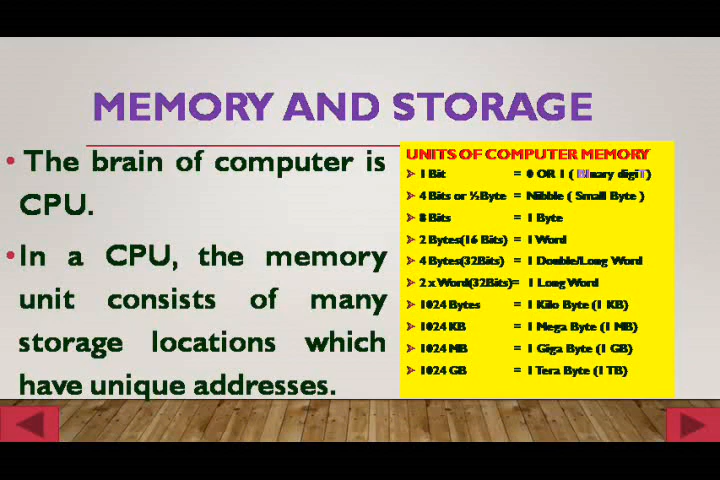 MEMORY AND STORAGE
• The brain of computer is
CPU.
• In a CPU, the memory
unit consists of many
storage locations which
have unique addresses.
UNITS OF COMPUTER MEMORY
➢ 1 Bit = 0 OR 1 ( BInary digiT)
➢ 4 Bits or ½ Byte = Nibble ( Small Byte )
➢ 8 Bits = 1 Byte
➢ 2 Bytes(16 Bits) = 1 Word
➢ 4 Bytes(32Bits) = 1 Double/Long Word
➢ 2 x Word(32Bits)= 1 Long Word
➢ 1024 Bytes = 1 Kilo Byte (1 KB)
➢ 1024 KB = 1 Mega Byte (1 MB)
➢ 1024 MB = 1 Giga Byte (1 GB)
➢ 1024 GB = 1 Tera Byte (1 TB)